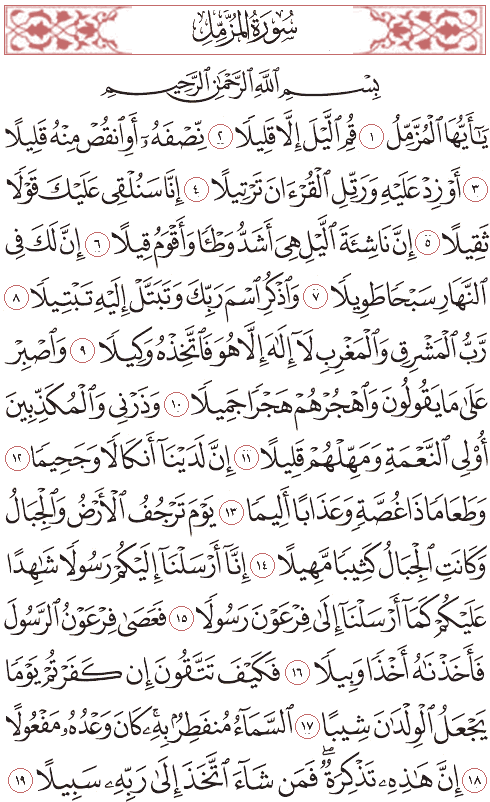 سُورَةُ الْمُزَّمِّلِ
بِسْمِ ٱللَّهِ ٱلرَّحْمَٰنِ ٱلرَّحِيمِ
يَٰٓأَيُّهَا ٱلْمُزَّمِّلُ ١ قُمِ ٱلَّيْلَ إِلَّا قَلِيلًا ٢ نِّصْفَهُۥٓ أَوِ ٱنقُصْ مِنْهُ قَلِيلًا
٣ أَوْ زِدْ عَلَيْهِ وَرَتِّلِ ٱلْقُرْءَانَ تَرْتِيلًا ٤ إِنَّا سَنُلْقِى عَلَيْكَ قَوْلًا
ثَقِيلًا ٥ إِنَّ نَاشِئَةَ ٱلَّيْلِ هِىَ أَشَدُّ وَطْـًٔا وَأَقْوَمُ قِيلًا ٦ إِنَّ لَكَ فِى
ٱلنَّهَارِ سَبْحًا طَوِيلًا ٧ وَٱذْكُرِ ٱسْمَ رَبِّكَ وَتَبَتَّلْ إِلَيْهِ تَبْتِيلًا ٨
رَّبُّ ٱلْمَشْرِقِ وَٱلْمَغْرِبِ لَآ إِلَٰهَ إِلَّا هُوَ فَٱتَّخِذْهُ وَكِيلًا ٩ وَٱصْبِرْ
عَلَىٰ مَا يَقُولُونَ وَٱهْجُرْهُمْ هَجْرًا جَمِيلًا ١٠ وَذَرْنِى وَٱلْمُكَذِّبِينَ
أُو۟لِى ٱلنَّعْمَةِ وَمَهِّلْهُمْ قَلِيلًا ١١ إِنَّ لَدَيْنَآ أَنكَالًا وَجَحِيمًا ١٢
وَطَعَامًا ذَا غُصَّةٍ وَعَذَابًا أَلِيمًا ١٣ يَوْمَ تَرْجُفُ ٱلْأَرْضُ وَٱلْجِبَالُ
وَكَانَتِ ٱلْجِبَالُ كَثِيبًا مَّهِيلًا ١٤ إِنَّآ أَرْسَلْنَآ إِلَيْكُمْ رَسُولًا شَٰهِدًا
عَلَيْكُمْ كَمَآ أَرْسَلْنَآ إِلَىٰ فِرْعَوْنَ رَسُولًا ١٥ فَعَصَىٰ فِرْعَوْنُ ٱلرَّسُولَ
فَأَخَذْنَٰهُ أَخْذًا وَبِيلًا ١٦ فَكَيْفَ تَتَّقُونَ إِن كَفَرْتُمْ يَوْمًا
يَجْعَلُ ٱلْوِلْدَٰنَ شِيبًا ١٧ ٱلسَّمَآءُ مُنفَطِرٌۢ بِهِۦ ۚ كَانَ وَعْدُهُۥ مَفْعُولًا
١٨ إِنَّ هَٰذِهِۦ تَذْكِرَةٌ ۖ فَمَن شَآءَ ٱتَّخَذَ إِلَىٰ رَبِّهِۦ سَبِيلًا ١٩